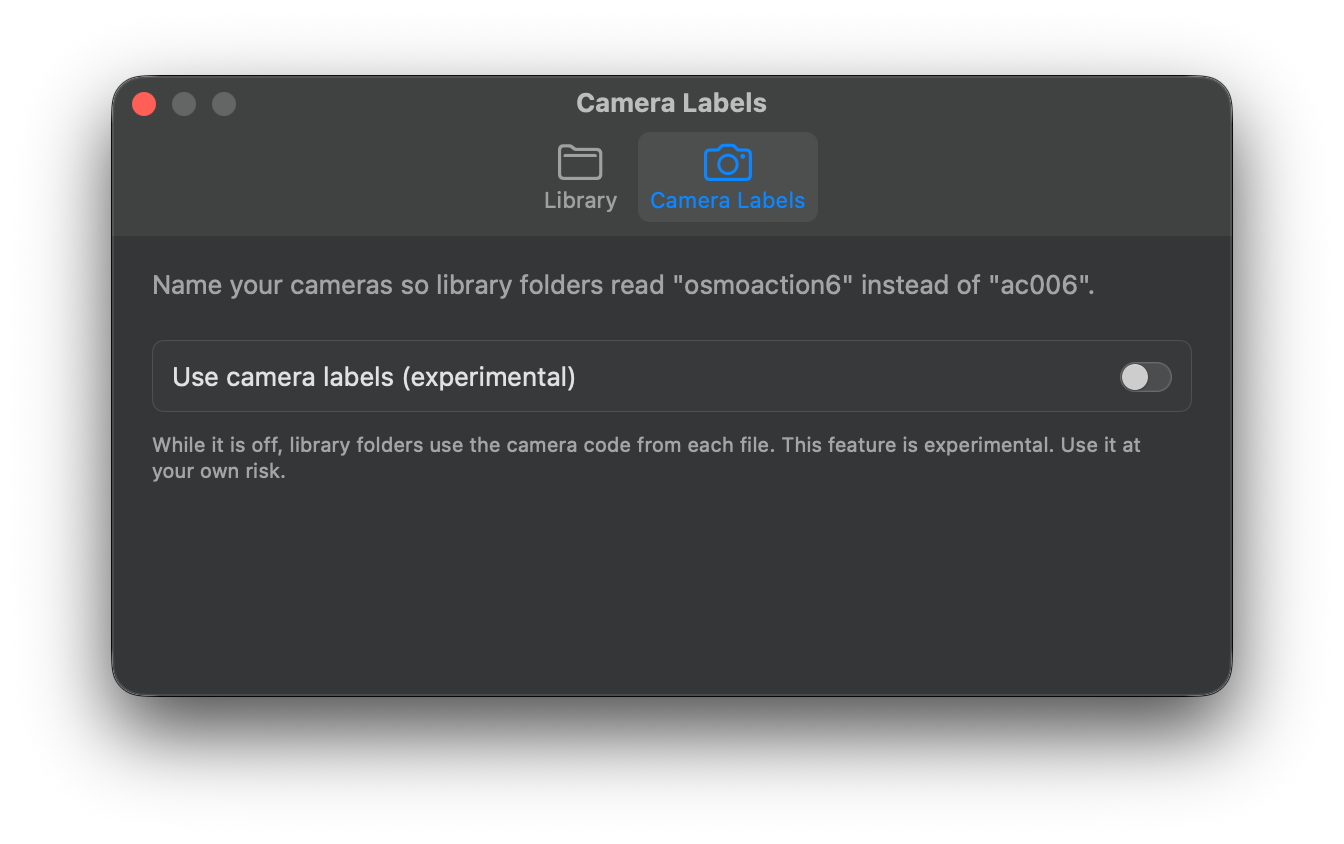 Camera Labels
Library
Camera Labels
Name your cameras so library folders read "osmoaction6" instead of "ac006".
Use camera labels (experimental)
While it is off, library folders use the camera code from each file. This feature is experimental. Use it at
your own risk.